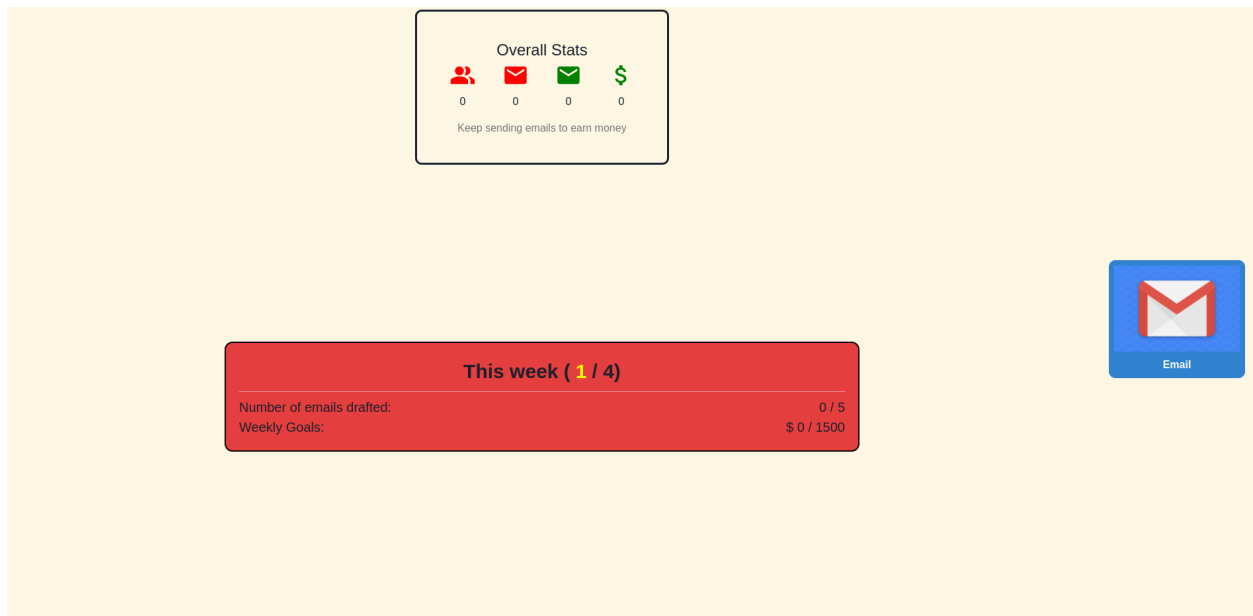 Overall Stats
0 0 0 0
Keep sending emails to earn money
Email
This week ( 1 / 4)
Number of emails drafted: 0 / 5
Weekly Goals: $ 0 / 1500